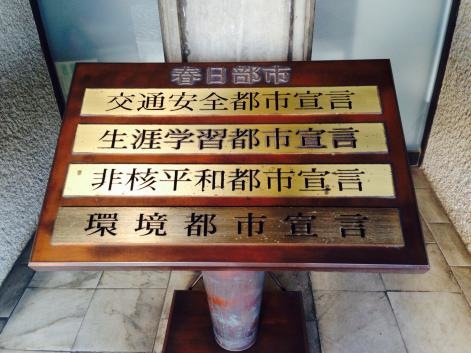 春日部市
交通安全都市宣言
生涯学習都市宣言
非核平和都市宣言
環境都市宣言